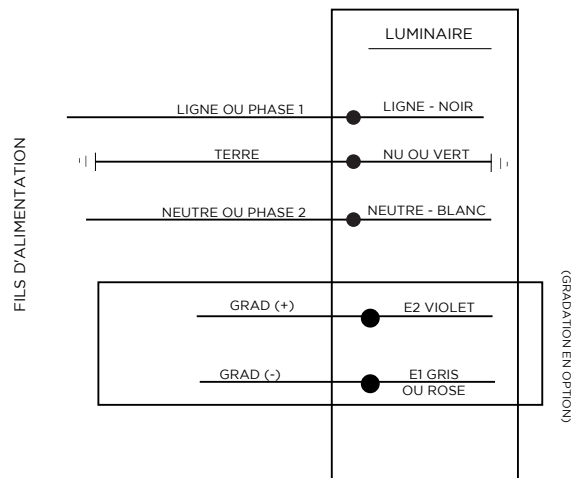 LUMINAIRE
LIGNE OU PHASE 1
LIGNE - NOIR
TERRE
NU OU VERT
NEUTRE OU PHASE 2
NEUTRE - BLANC
FILS D'ALIMENTATION
GRAD (+)
E2 VIOLET
GRAD (-)
E1 GRIS
OU ROSE
(GRADATION EN OPTION)